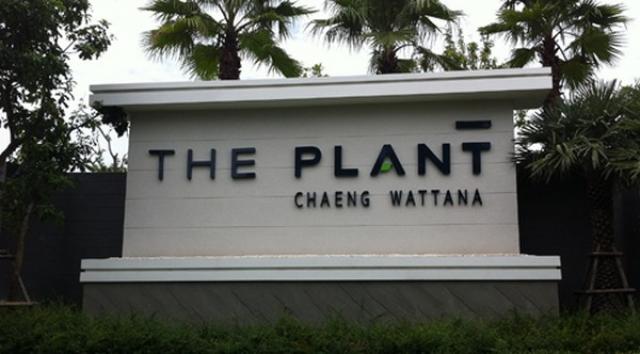 THE PLANT
CHAENG WATTANA